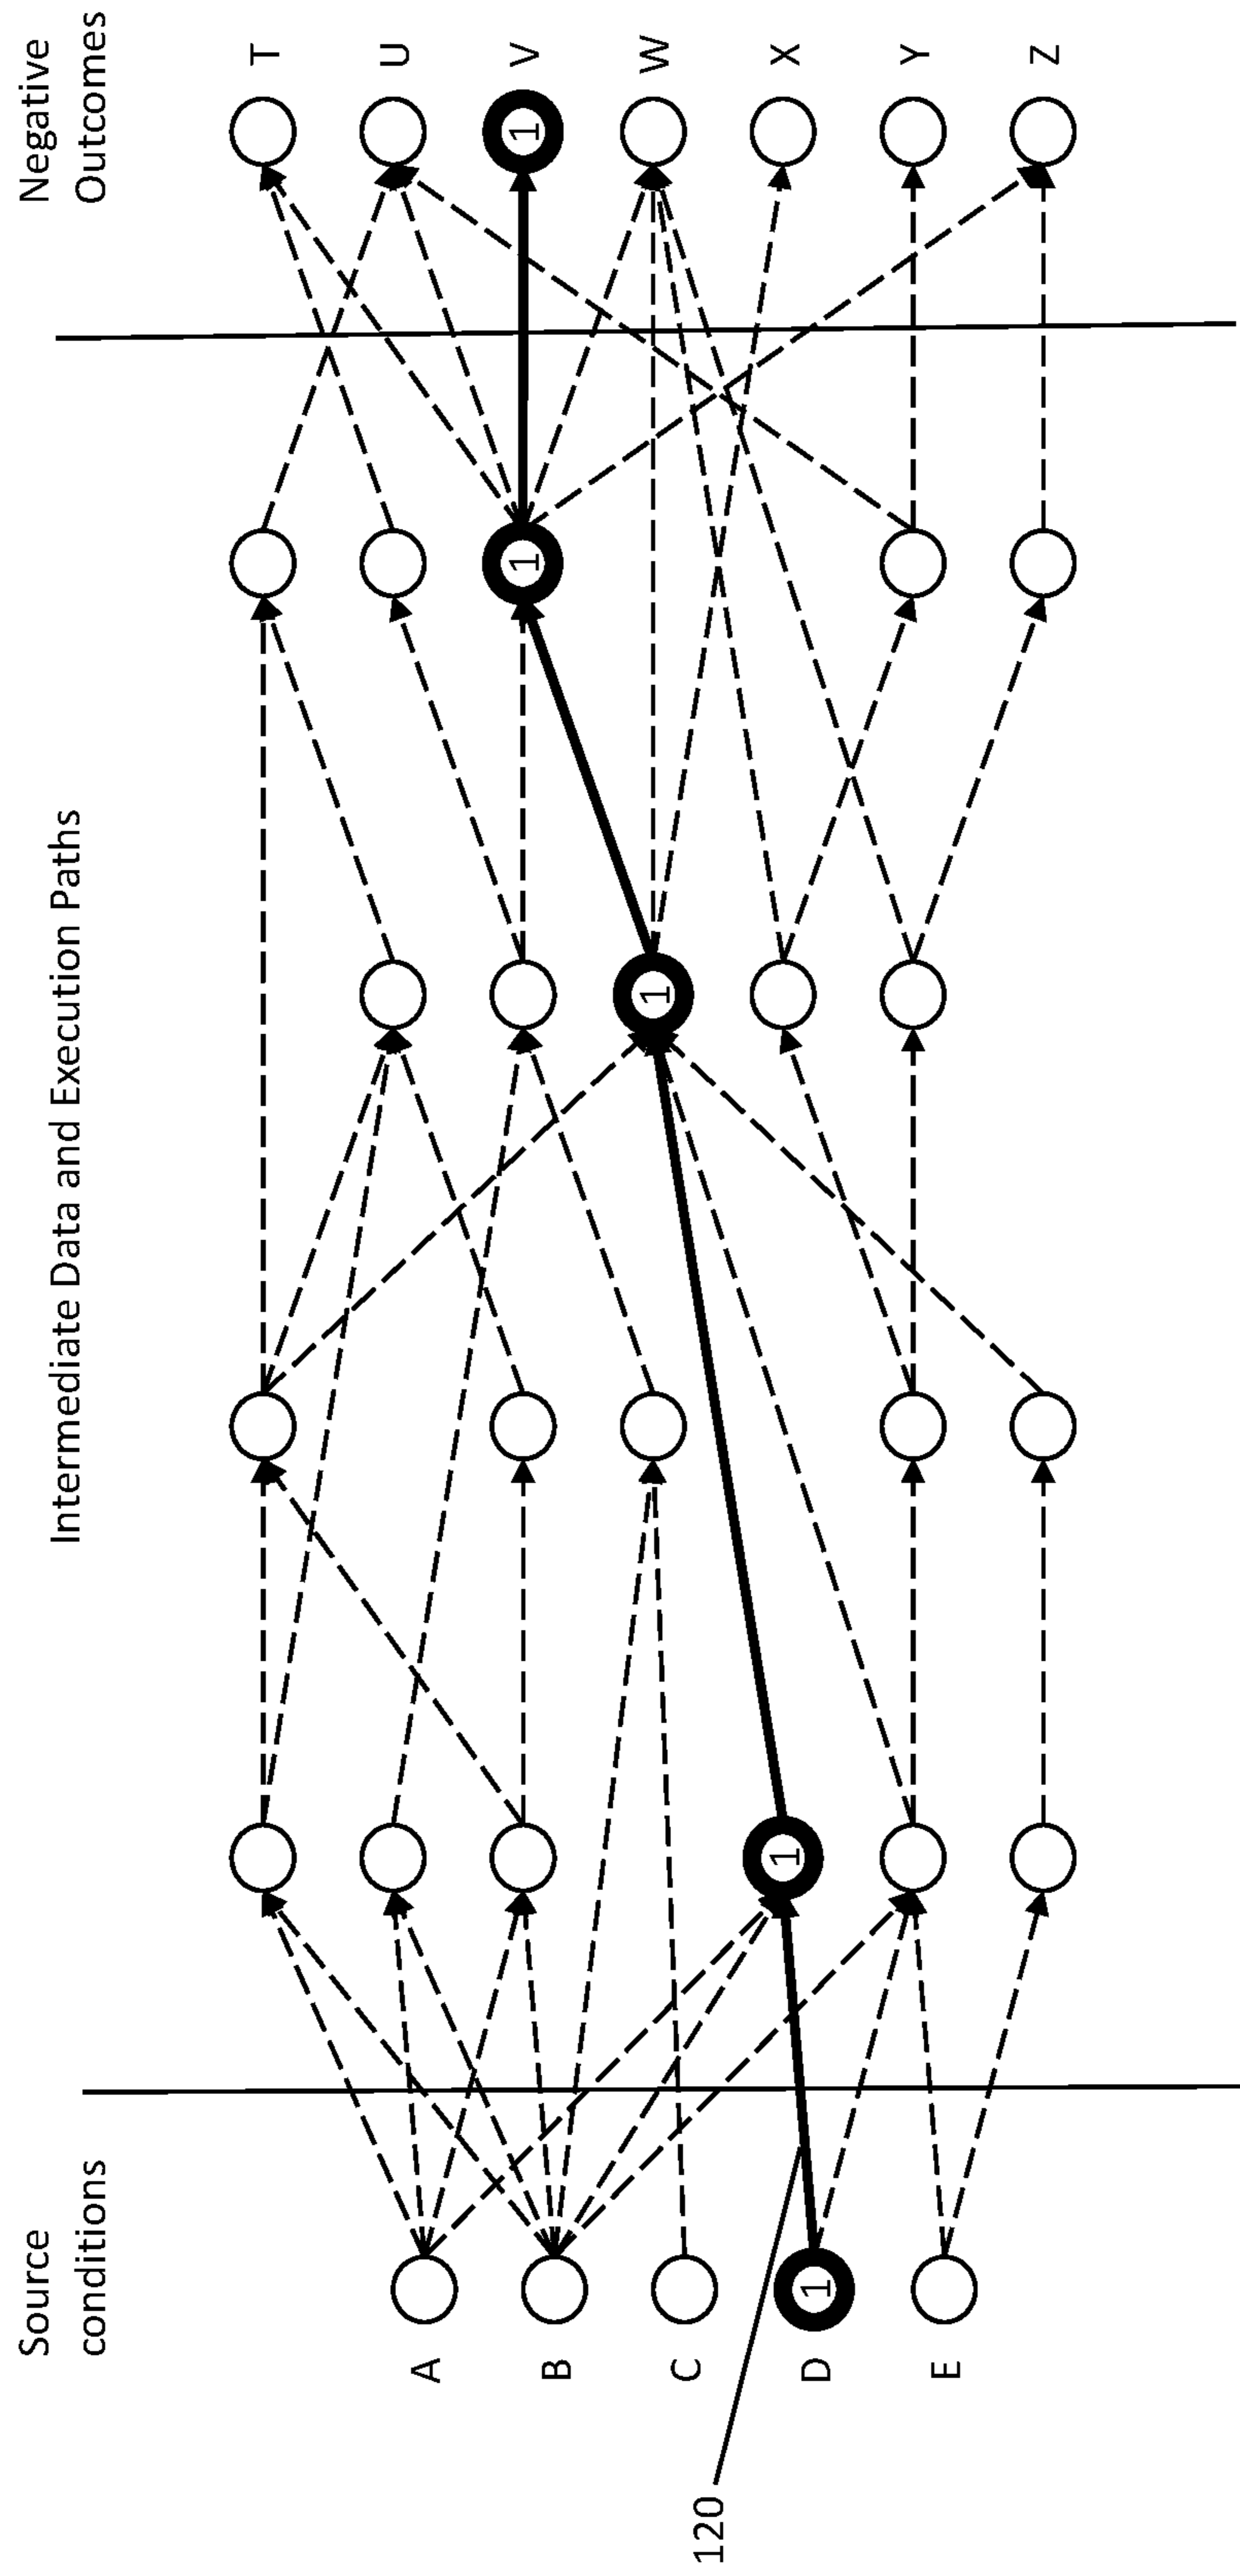 Source
conditions
Intermediate Data and Execution Paths
Negative
Outcomes
A
B
C
D
E
1
1
1
1
1
T
U
V
W
X
Y
Z
120